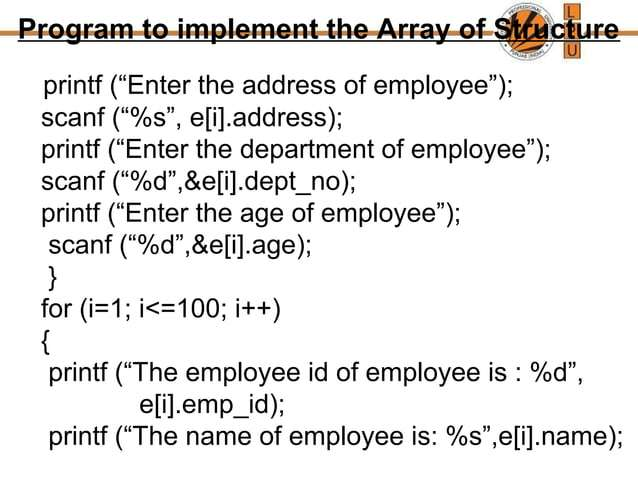 Program to implement the Array of Structure
L
P
U
printf (“Enter the address of employee”);
scanf (“%s”, e[i].address);
printf (“Enter the department of employee”);
scanf (“%d”,&e[i].dept_no);
printf (“Enter the age of employee”);
scanf (“%d”,&e[i].age);
}
for (i=1; i<=100; i++)
{
printf (“The employee id of employee is : %d”,
e[i].emp_id);
printf (“The name of employee is: %s”,e[i].name);